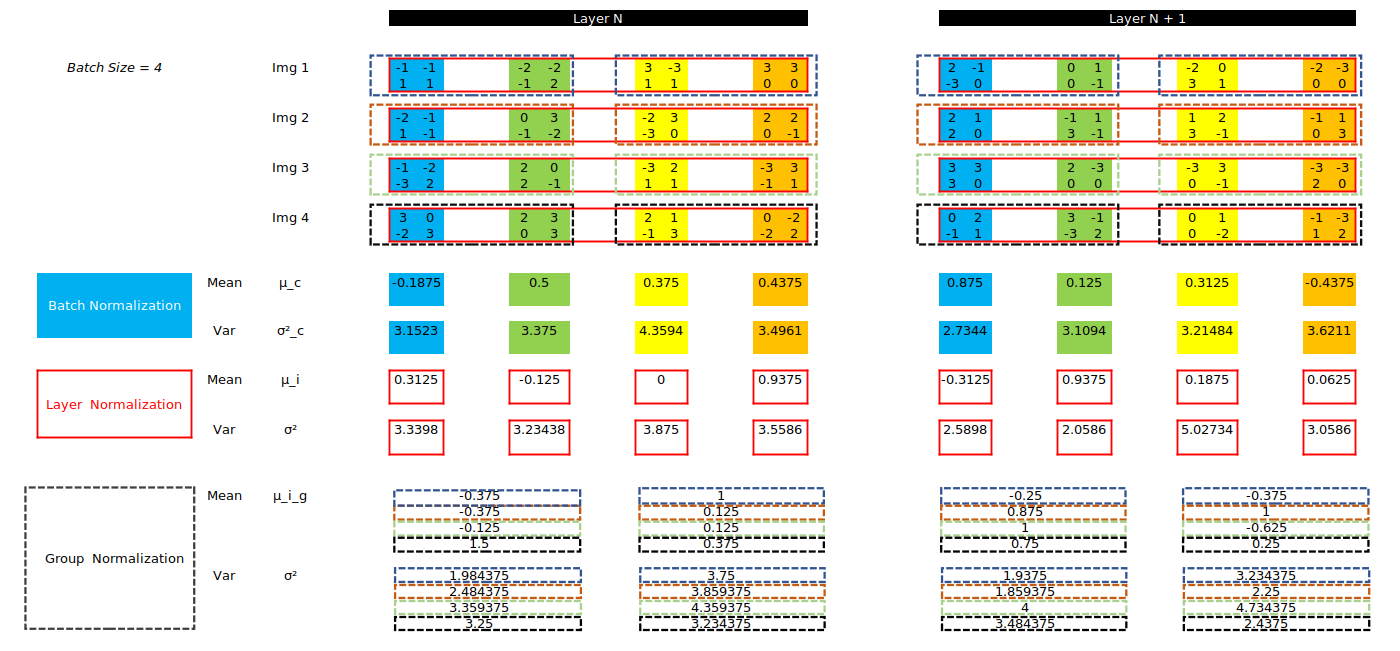 Layer N Layer N + 1
Batch Size = 4 Img 1 -1 -1 -2 -2 3 -3 3 3 2 -1 0 1 -2 0 -2 -3
1 1 -1 2 1 1 0 0 -3 0 0 -1 3 1 0 0
Img 2 -2 -1 0 3 -2 3 2 2 2 1 -1 1 1 2 -1 1
1 -1 -1 -2 -3 0 0 -1 2 0 3 -1 3 -1 0 3
Img 3 -1 -2 2 0 -3 2 -3 3 3 3 2 -3 -3 3 -3 -3
-3 2 2 -1 1 1 -1 1 3 0 0 0 0 -1 2 0
Img 4 3 0 2 3 2 1 0 -2 0 2 3 -1 0 1 -1 -3
-2 3 0 3 -1 3 -2 2 -1 1 -3 2 0 -2 1 2
Mean μ_c -0.1875 0.5 0.375 0.4375 0.875 0.125 0.3125 -0.4375
Batch Normalization
Var σ²_c 3.1523 3.375 4.3594 3.4961 2.7344 3.1094 3.21484 3.6211
Mean μ_i 0.3125 -0.125 0 0.9375 -0.3125 0.9375 0.1875 0.0625
Layer Normalization
Var σ² 3.3398 3.23438 3.875 3.5586 2.5898 2.0586 5.02734 3.0586
Mean μ_i_g -0.375 1 -0.25 -0.375
-0.375 0.125 0.875 1
-0.125 0.125 1 -0.625
1.5 0.375 0.75 0.25
Group Normalization
Var σ² 1.984375 3.75 1.9375 3.234375
2.484375 3.859375 1.859375 2.25
3.359375 4.359375 4 4.734375
3.25 3.234375 3.484375 2.4375